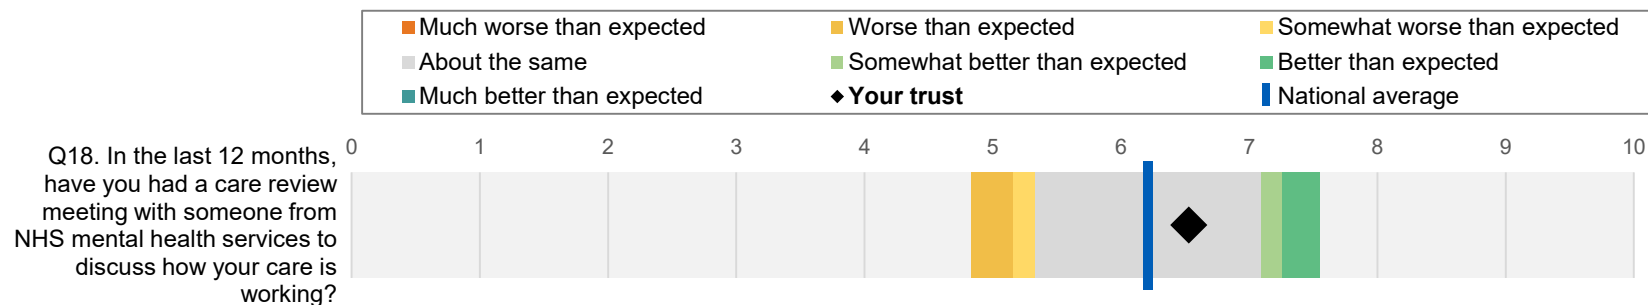 Much worse than expected
Worse than expected
Somewhat worse than expected
About the same
Somewhat better than expected
Better than expected
Much better than expected
Your trust
National average
0 1 2 3 4 5 6 7 8 9 10
Q18. In the last 12 months,
have you had a care review
meeting with someone from
NHS mental health services to
discuss how your care is
working?